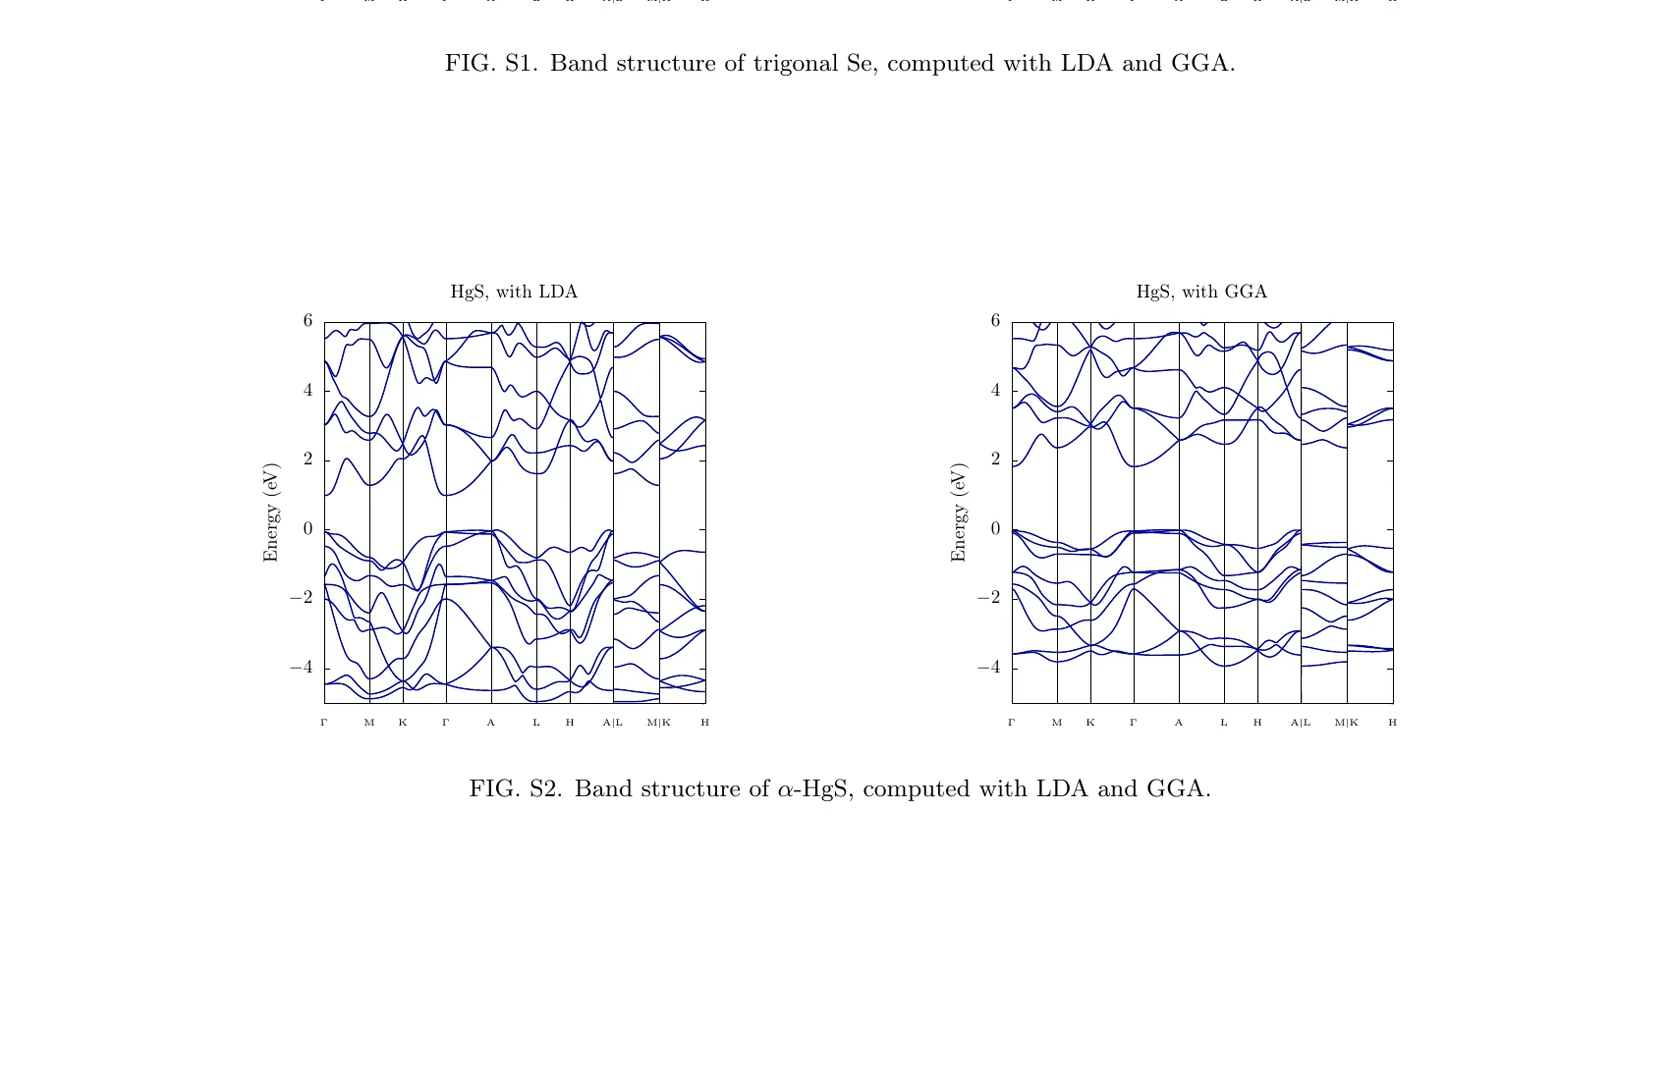 FIG. S1. Band structure of trigonal Se, computed with LDA and GGA.
HgS, with LDA
HgS, with GGA
Energy (eV)
6
4
2
0
−2
−4
Γ M K Γ A L H A|L M|K H
Energy (eV)
6
4
2
0
−2
−4
Γ M K Γ A L H A|L M|K H
FIG. S2. Band structure of α-HgS, computed with LDA and GGA.